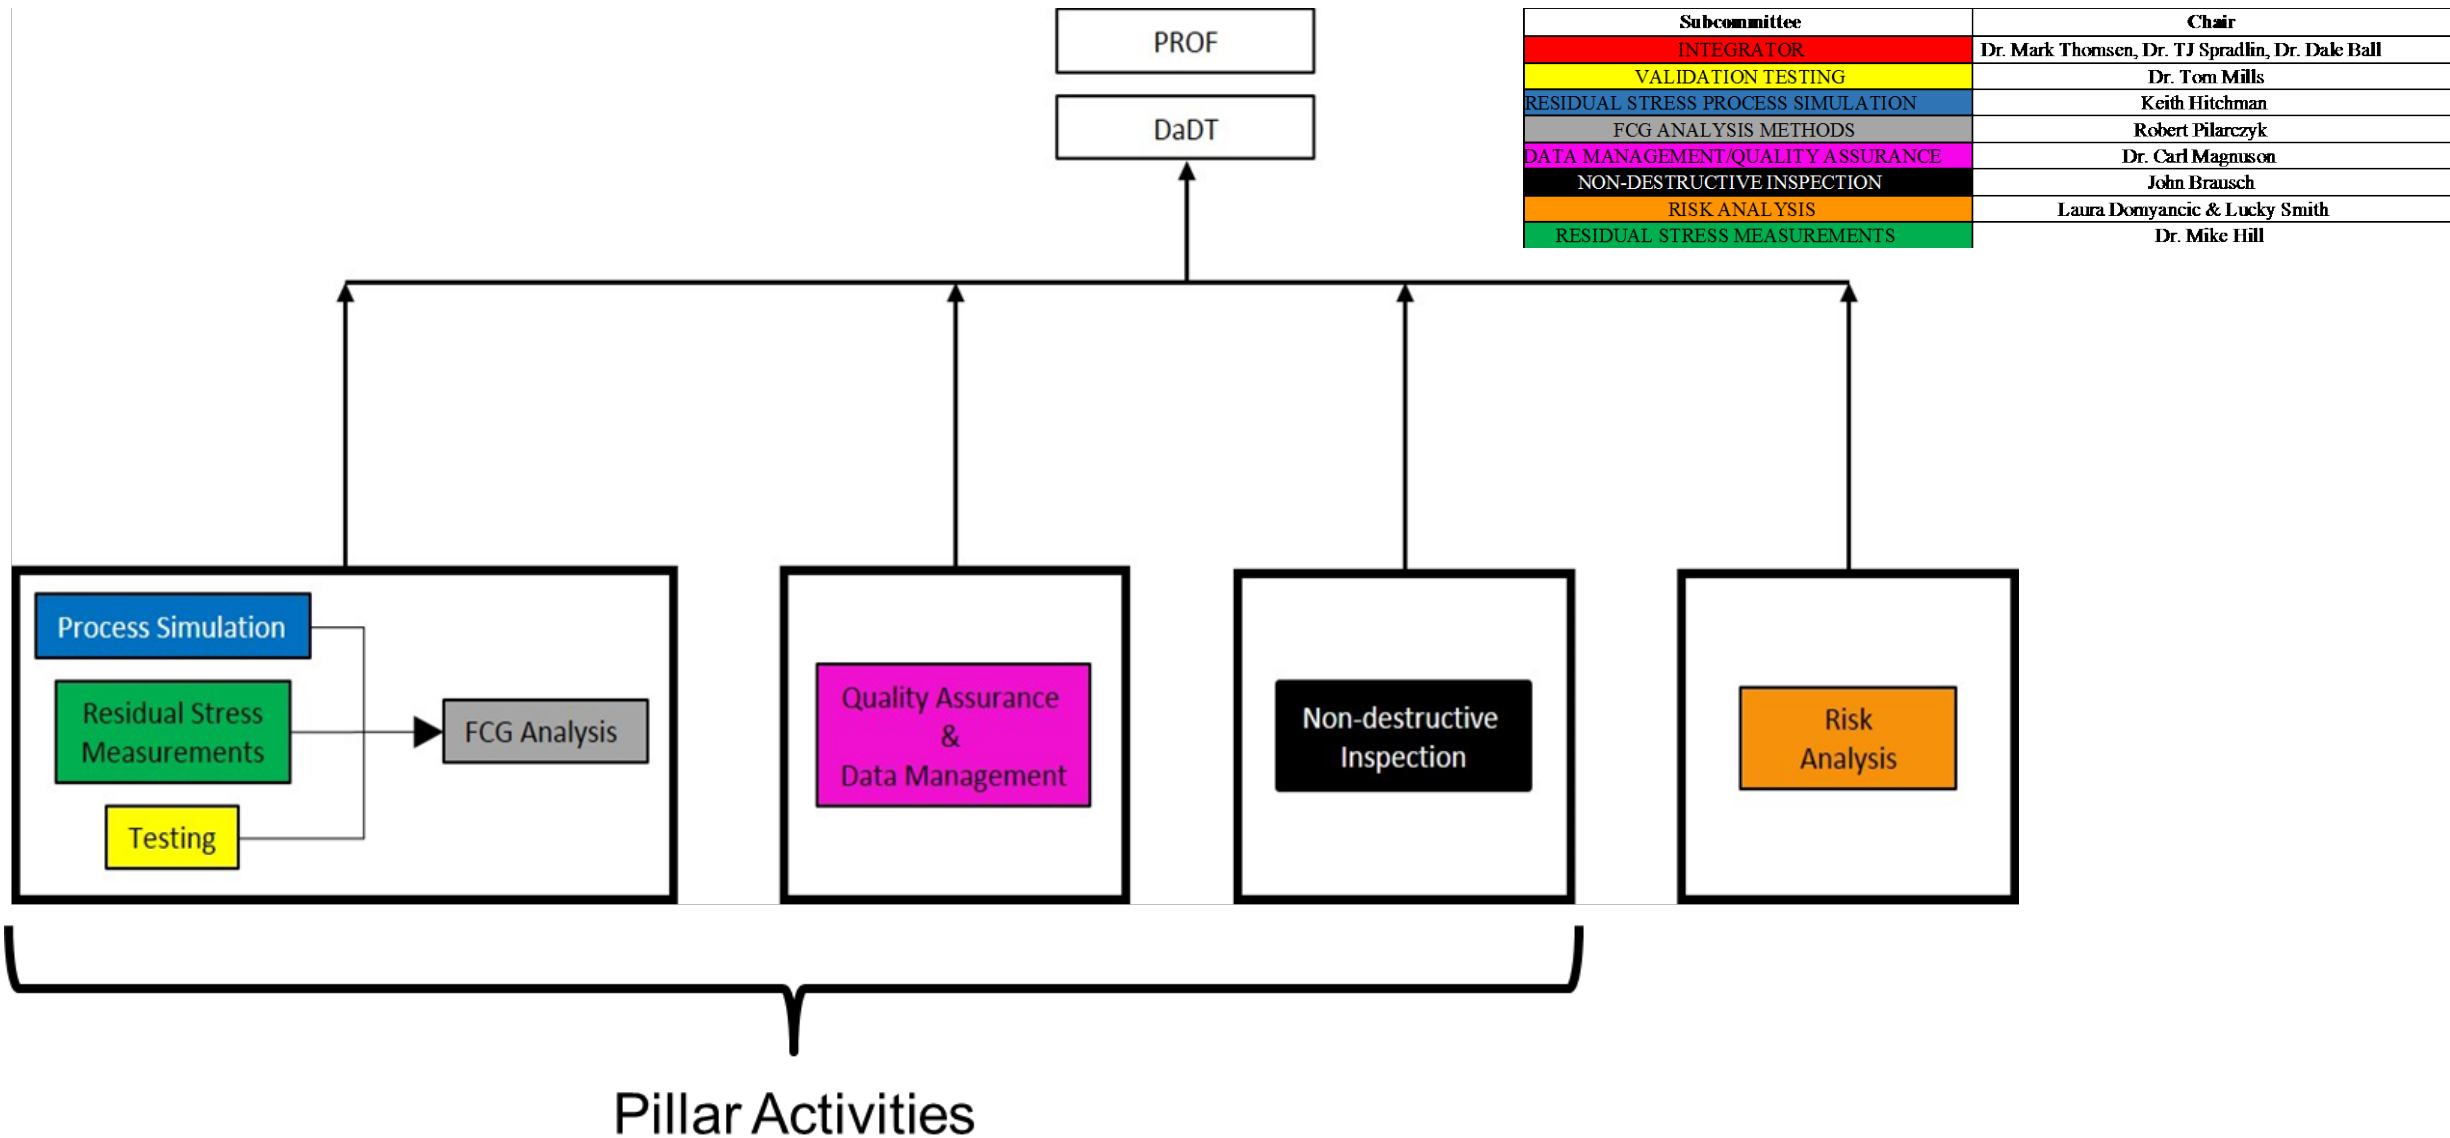 PROF
DaDT
Subcommittee Chair
INTEGRATOR Dr. Mark Thomsen, Dr. TJ Spradlin, Dr. Dale Ball
VALIDATION TESTING Dr. Tom Mills
RESIDUAL STRESS PROCESS SIMULATION Keith Hitchman
FCG ANALYSIS METHODS Robert Pilarczyk
DATA MANAGEMENT/QUALITY ASSURANCE Dr. Carl Magnuson
NON-DESTRUCTIVE INSPECTION John Brausch
RISK ANALYSIS Laura Domyancic & Lucky Smith
RESIDUAL STRESS MEASUREMENTS Dr. Mike Hill
Process Simulation
Residual Stress
Measurements
Testing
FCG Analysis
Quality Assurance
&
Data Management
Non-destructive
Inspection
Risk
Analysis
Pillar Activities